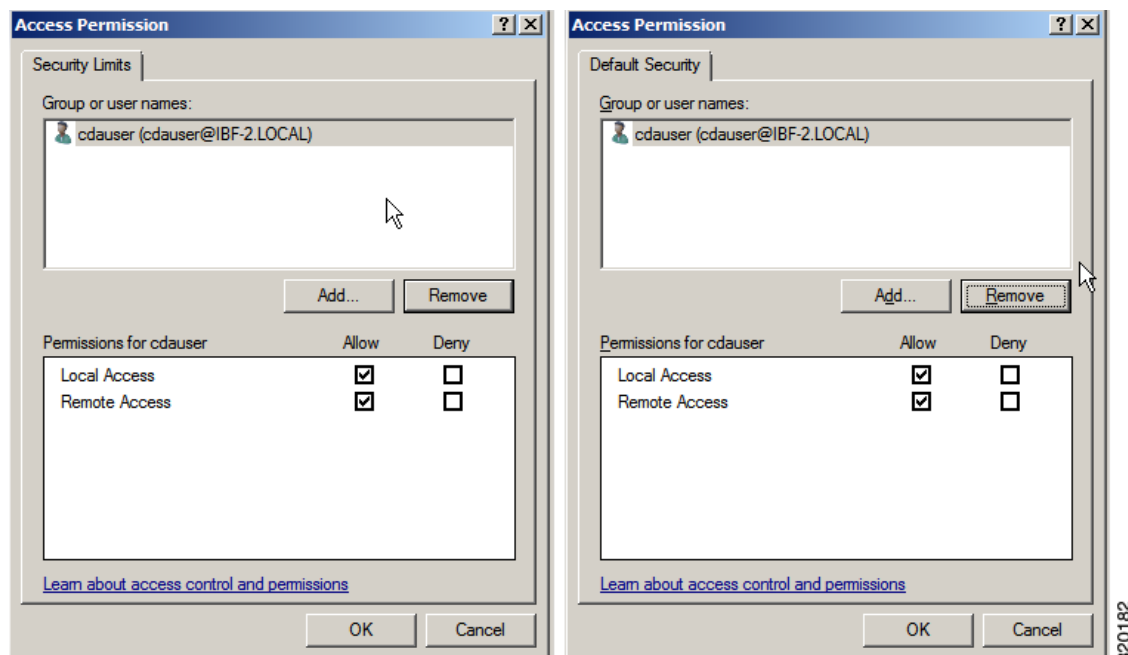 Access Permission
Security Limits
Group or user names:
cdauser (cdauser@IBF-2.LOCAL)
Add...
Remove
Permissions for cdauser
Allow
Deny
Local Access
Remote Access
Learn about access control and permissions
OK
Cancel
Access Permission
Default Security
Group or user names:
cdauser (cdauser@IBF-2.LOCAL)
Add...
Remove
Permissions for cdauser
Allow
Deny
Local Access
Remote Access
Learn about access control and permissions
OK
Cancel